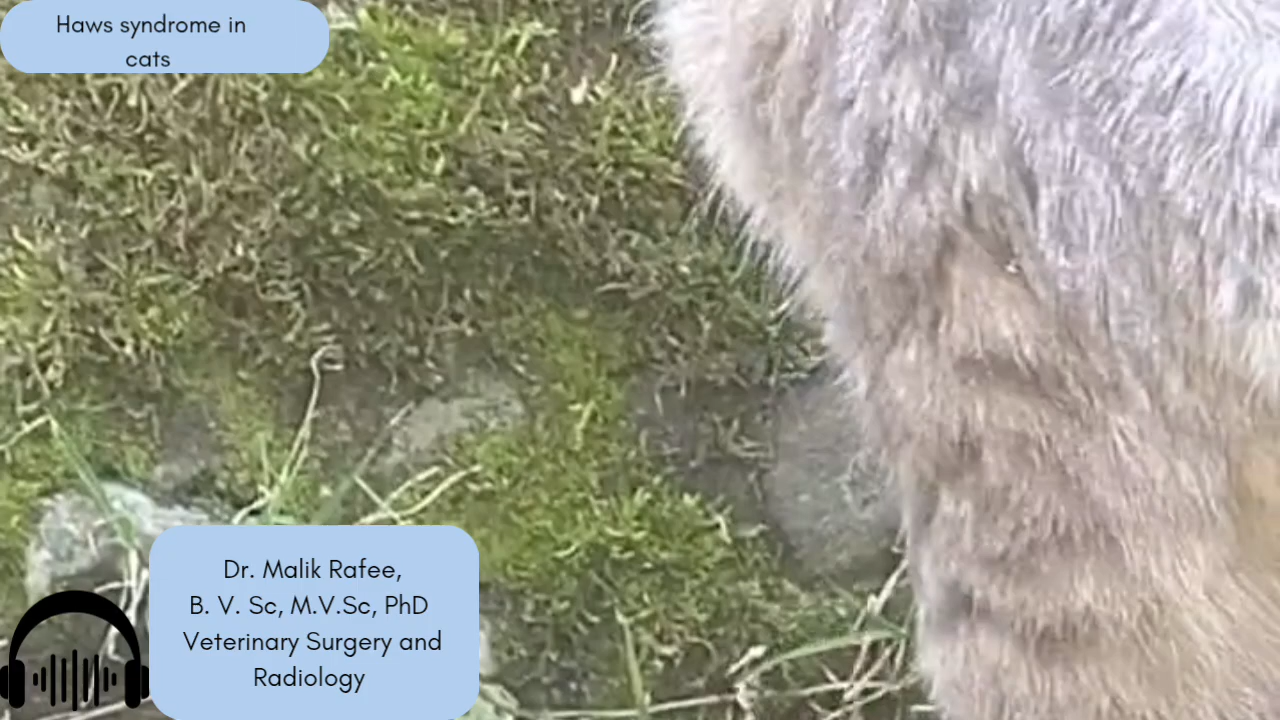 Haws syndrome in
cats
Dr. Malik Rafee,
B. V. Sc, M.V.Sc, PhD
Veterinary Surgery and
Radiology